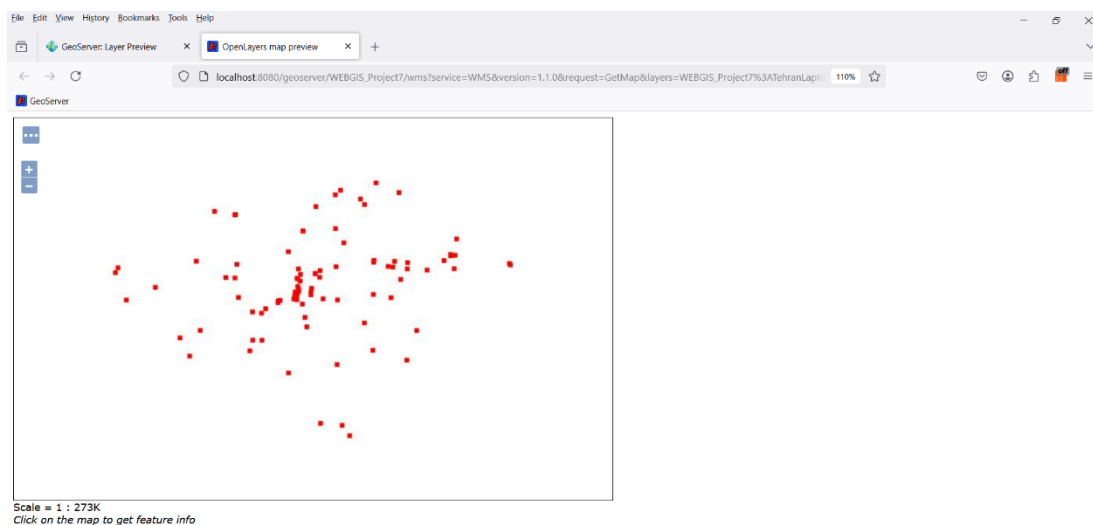 File Edit View History Bookmarks Tools Help
GeoServer: Layer Preview
OpenLayers map preview
localhost:8080/geoserver/WEBGIS_Project7/wms?service=WMS&version=1.1.0&request=GetMap&layers=WEBGIS_Project7%3ATehranLapto
110%
off
GeoServer
+
−
Scale = 1 : 273K
Click on the map to get feature info